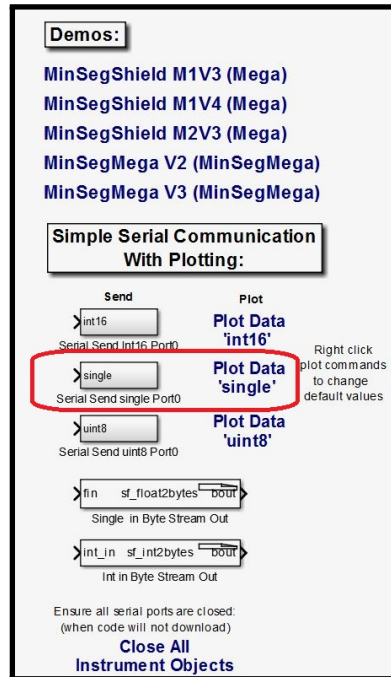 Demos:
MinSegShield M1V3 (Mega)
MinSegShield M1V4 (Mega)
MinSegShield M2V3 (Mega)
MinSegMega V2 (MinSegMega)
MinSegMega V3 (MinSegMega)
Simple Serial Communication
With Plotting:
Send
Plot
int16
Serial Send Int16 Port0
Plot Data
'int16'
single
Serial Send single Port0
Plot Data
'single'
Right click
plot commands
to change
default values
uint8
Serial Send uint8 Port0
Plot Data
'uint8'
fin sf_float2bytes bout
Single in Byte Stream Out
int_in sf_int2bytes bout
Int in Byte Stream Out
Ensure all serial ports are closed:
(when code will not download)
Close All
Instrument Objects